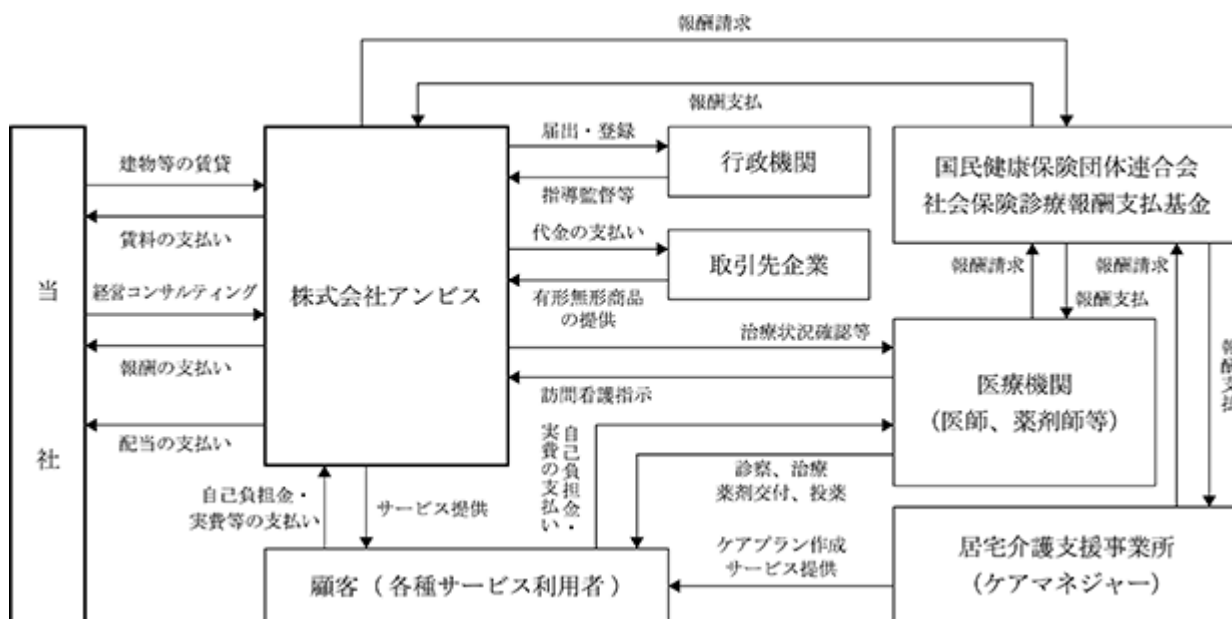 報酬請求
報酬支払
当社
建物等の賃貸
賃料の支払い
経営コンサルティング
報酬の支払い
配当の支払い
株式会社アンビス
届出・登録
行政機関
指導監督等
代金の支払い
取引先企業
有形無形商品
の提供
国民健康保険団体連合会
社会保険診療報酬支払基金
報酬請求
報酬請求
報酬支払
報酬支払
治療状況確認等
訪問看護指示
医療機関
(医師、薬剤師等)
自己負担金・
実費の支払い
診察、治療
薬剤交付、投薬
自己負担金・
実費等の支払い
サービス提供
ケアプラン作成
サービス提供
顧客(各種サービス利用者)
居宅介護支援事業所
(ケアマネジャー)